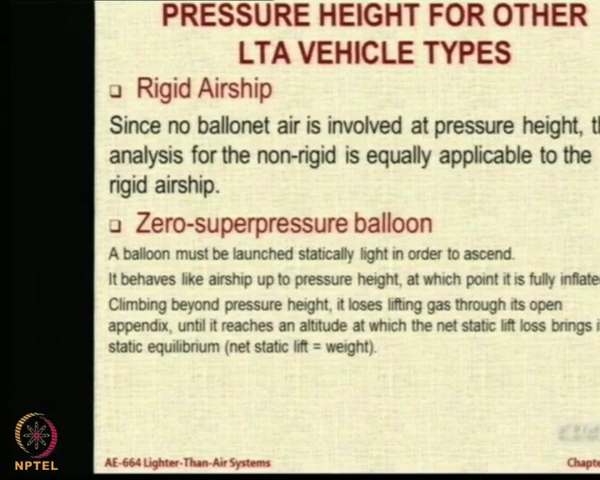 PRESSURE HEIGHT FOR OTHER
LTA VEHICLE TYPES
❑ Rigid Airship
Since no ballonet air is involved at pressure height,
analysis for the non-rigid is equally applicable to the
rigid airship.
❑ Zero-superpressure balloon
A balloon must be launched statically light in order to ascend.
It behaves like airship up to pressure height, at which point it is fully
Climbing beyond pressure height, it loses lifting gas through its open
appendix, until it reaches an altitude at which the net static lift loss brings
static equilibrium (net static lift = weight).
NPTEL
AE-664 Lighter-Than-Air Systems